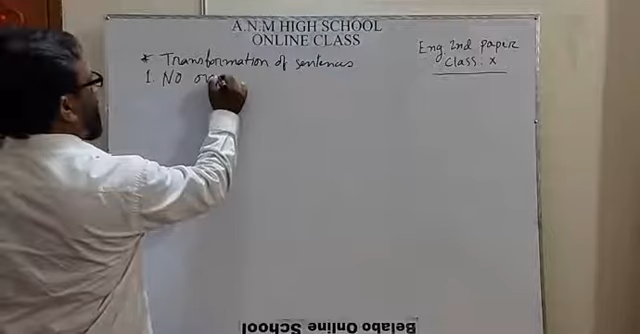 A.N.M HIGH SCHOOL
ONLINE CLASS
Eng. 2nd paper
Class: x
* Transformation of sentences
1. No
Belabo Online School